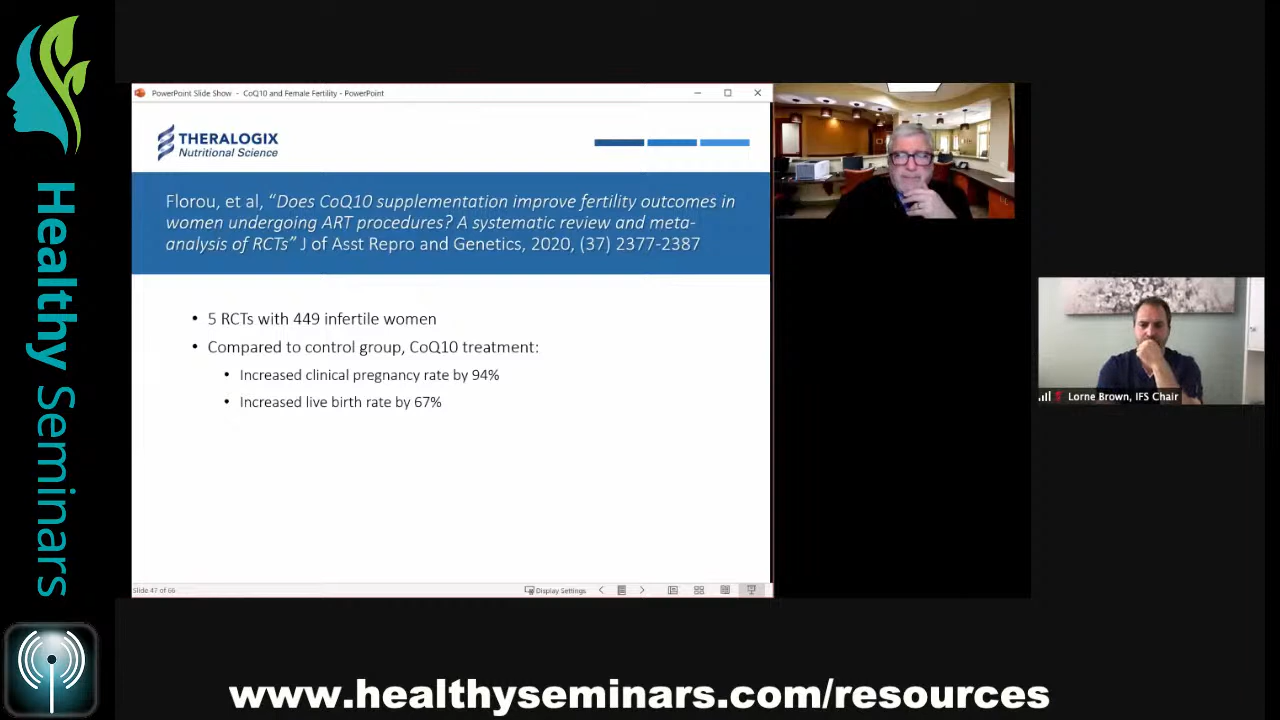 Healthy Seminars
PowerPoint Slide Show - CoQ10 and Female Fertility - PowerPoint
THERALOGIX
Nutritional Science
Florou, et al, “Does CoQ10 supplementation improve fertility outcomes in
women undergoing ART procedures? A systematic review and meta-
analysis of RCTs” J of Asst Repro and Genetics, 2020, (37) 2377-2387
• 5 RCTs with 449 infertile women
• Compared to control group, CoQ10 treatment:
• Increased clinical pregnancy rate by 94%
• Increased live birth rate by 67%
Slide 47 of 66
Display Settings
Lorne Brown, IFS Chair
www.healthyseminars.com/resources